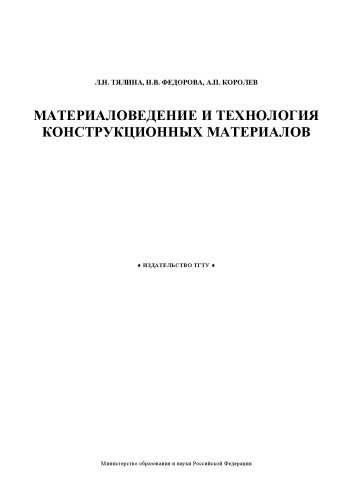 Л.Н. ТЯЛИНА, Н.В. ФЕДОРОВА, А.П. КОРОЛЕВ
МАТЕРИАЛОВЕДЕНИЕ И ТЕХНОЛОГИЯ
КОНСТРУКЦИОННЫХ МАТЕРИАЛОВ
♦ ИЗДАТЕЛЬСТВО ТГТУ ♦
Министерство образования и науки Российской Федерации